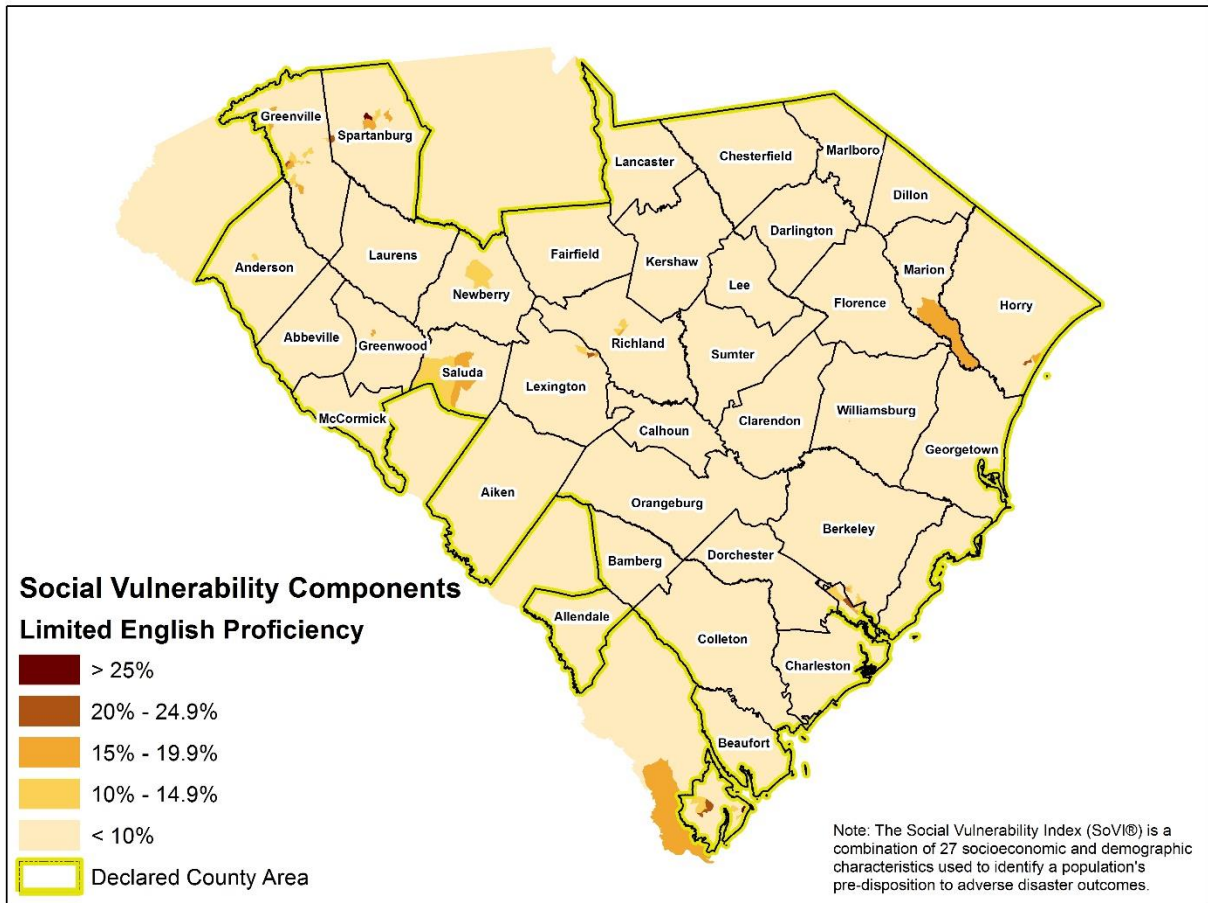 Greenville
Spartanburg
Lancaster
Chesterfield
Marlboro
Dillon
Darlington
Laurens
Fairfield
Kershaw
Anderson
Marion
Lee
Newberry
Florence
Horry
Abbeville
Greenwood
Richland
Sumter
Saluda
Lexington
McCormick
Calhoun
Clarendon
Williamsburg
Georgetown
Aiken
Orangeburg
Berkeley
Bamberg
Dorchester
Allendale
Colleton
Charleston
Beaufort
Social Vulnerability Components
Limited English Proficiency
> 25%
20% - 24.9%
15% - 19.9%
10% - 14.9%
< 10%
Declared County Area
Note: The Social Vulnerability Index (SoVI®) is a
combination of 27 socioeconomic and demographic
characteristics used to identify a population's
pre-disposition to adverse disaster outcomes.